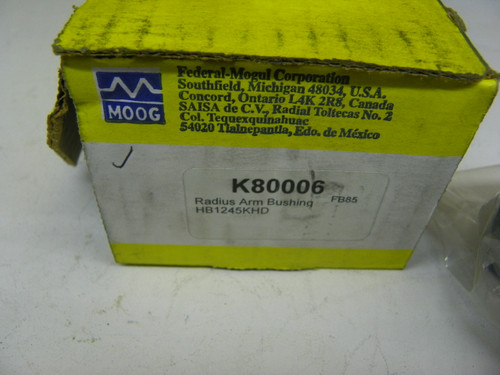 MOOG
Federal-Mogul Corporation
Southfield, Michigan 48034, U.S.A.
Concord, Ontario L4K 2R8, Canada
SAISA de C.V., Radial Toltecas No. 2
Col. Tequexquinahuac
54020 Tlalnepantla, Edo. de México
K80006
Radius Arm Bushing FB85
HB1245KHD